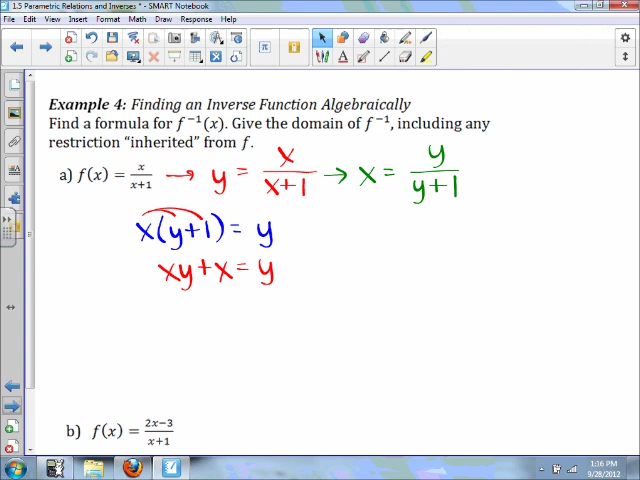 1.5 Parametric Relations and Inverses * - SMART Notebook
File Edit View Insert Format Tools Math Draw Response Help
Example 4: Finding an Inverse Function Algebraically
Find a formula for f⁻¹(x). Give the domain of f⁻¹, including any
restriction “inherited” from f.
a) f(x) = x/(x+1) → y = x/(x+1) → x = y/(y+1)
x(y+1) = y
xy+x = y
b) f(x) = (2x−3)/(x+1)
1:36 PM
9/28/2012